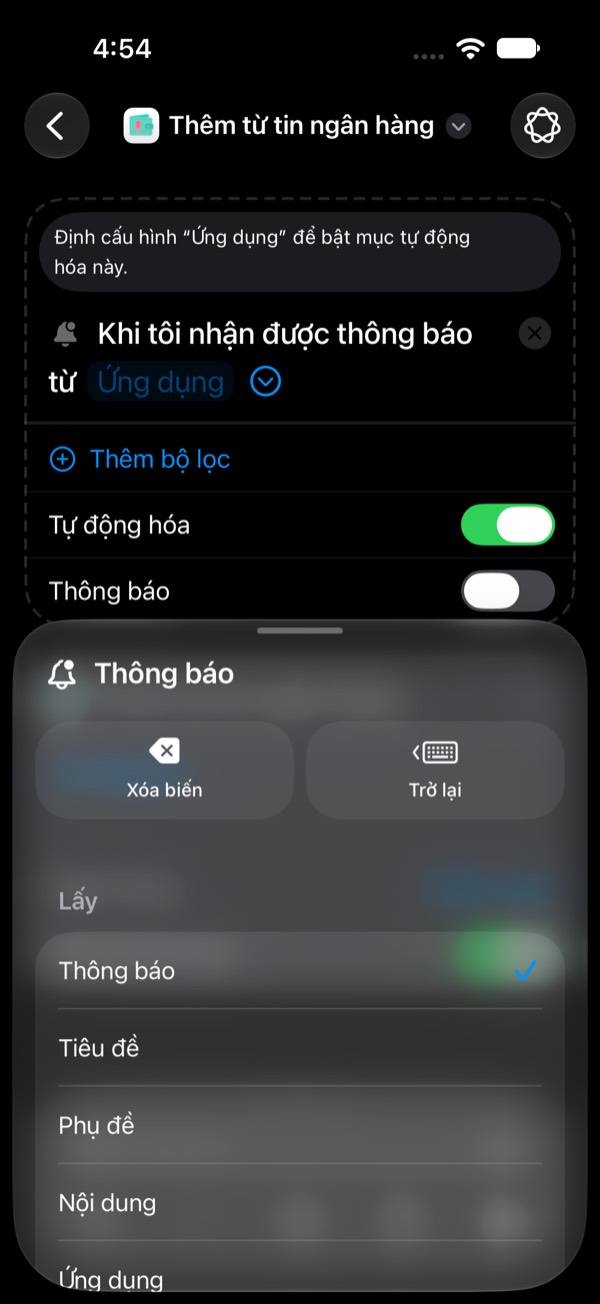 4:54
Thêm từ tin ngân hàng
Định cấu hình “Ứng dụng” để bật mục tự động
hóa này.
Khi tôi nhận được thông báo
từ Ứng dụng
Thêm bộ lọc
Tự động hóa
Thông báo
Thông báo
Xóa biến
Trở lại
Lấy
Thông báo
Tiêu đề
Phụ đề
Nội dung
Ứng dụng